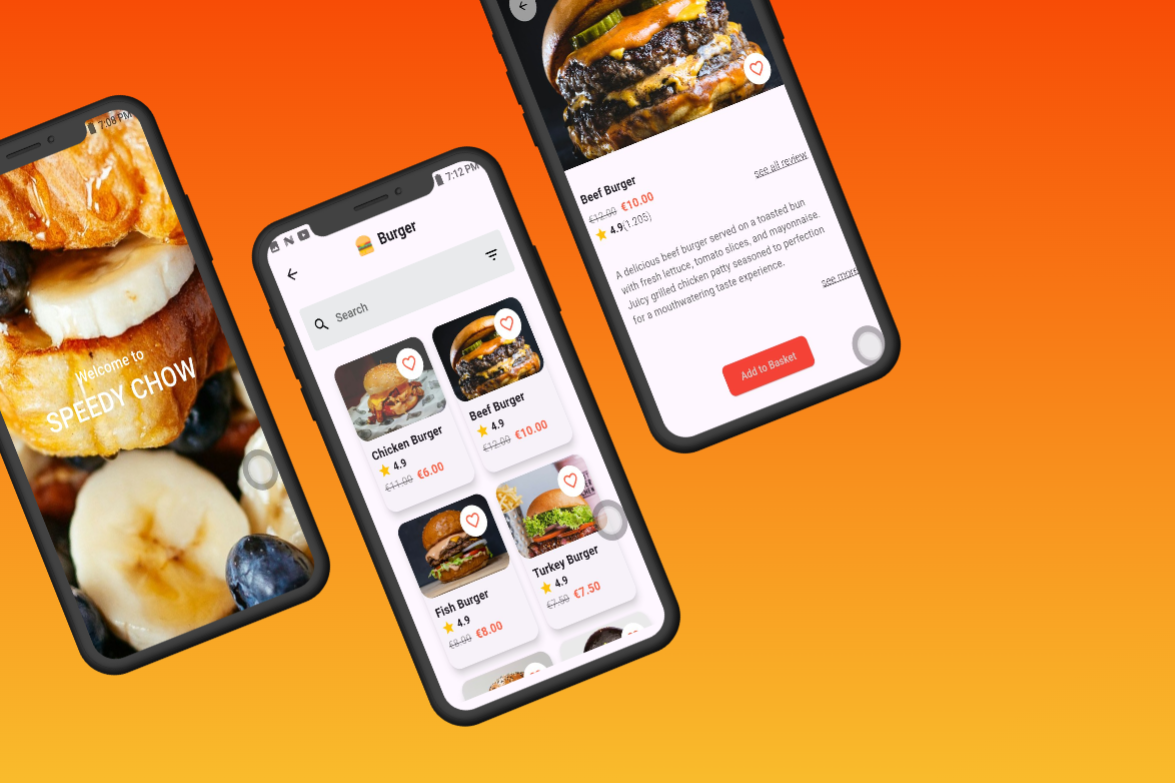 7:08 PM
Welcome to
SPEEDY CHOW
7:12 PM
Burger
Search
Chicken Burger
4.9
€11.00 €6.00
Beef Burger
4.9
€12.00 €10.00
Fish Burger
4.9
€8.00 €8.00
Turkey Burger
4.9
€7.50 €7.50
Beef Burger
€12.00 €10.00
4.9(1.205)
see all review
A delicious beef burger served on a toasted bun
with fresh lettuce, tomato slices, and mayonnaise.
Juicy grilled chicken patty seasoned to perfection
for a mouthwatering taste experience.
see more
Add to Basket